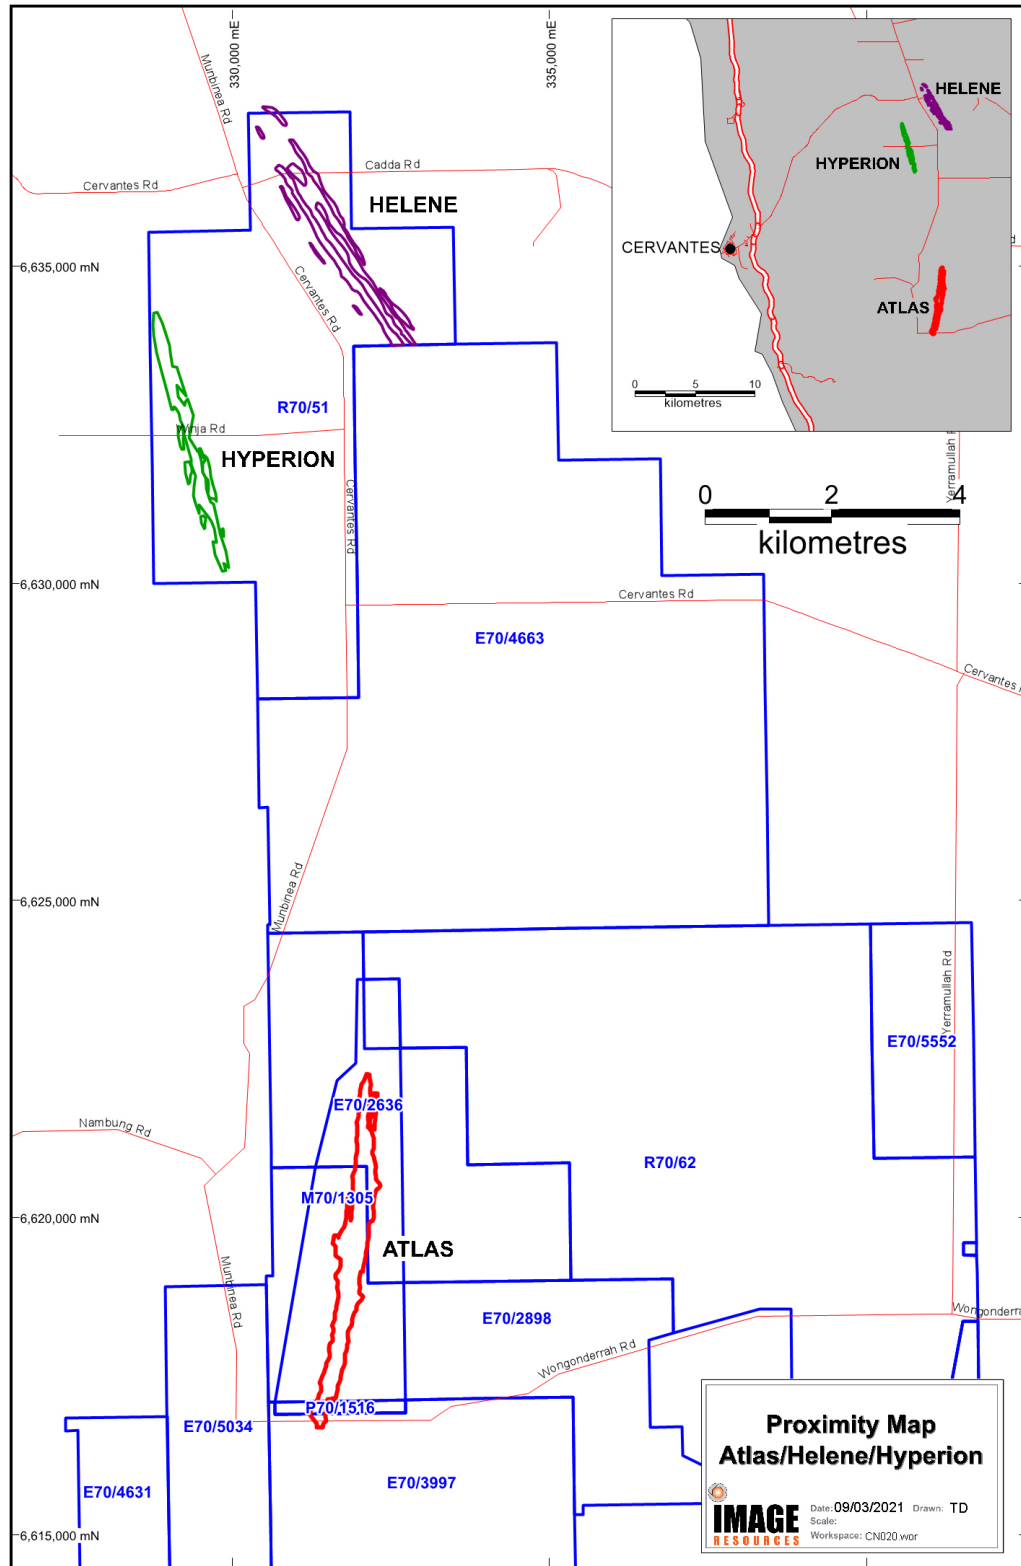 330,000 mE
335,000 mE
Munbinea Rd
HELENE
HYPERION
CERVANTES
ATLAS
0 5 10
kilometres
Cadda Rd
Cervantes Rd
HELENE
6,635,000 mN
Cervantes Rd
R70/51
Winja Rd
HYPERION
Cervantes Rd
0 2 4
kilometres
6,630,000 mN
Cervantes Rd
E70/4663
Cervantes
Munbinea Rd
6,625,000 mN
Yerramullah Rd
E70/5552
E70/2636
Nambung Rd
R70/62
M70/1305
6,620,000 mN
ATLAS
Munbinea Rd
E70/2898
Wongonderrah Rd
P70/1516
E70/5034
E70/3997
E70/4631
6,615,000 mN
Proximity Map
Atlas/Helene/Hyperion
IMAGE
RESOURCES
Date: 09/03/2021 Drawn: TD
Scale:
Workspace: CN020.wor